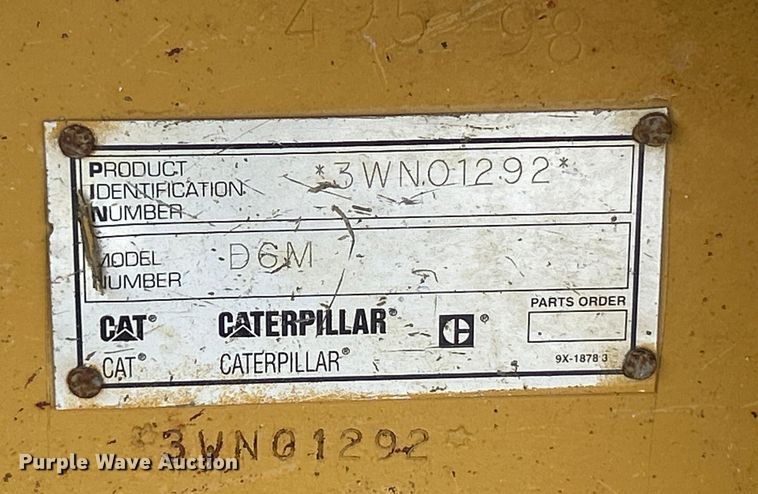 *3WN01292*
PRODUCT
IDENTIFICATION
NUMBER
D6M
MODEL
NUMBER
CAT® CATERPILLAR® ®
CAT® CATERPILLAR®
PARTS ORDER
9X-1878 3
*3WN01292*
Purple Wave Auction